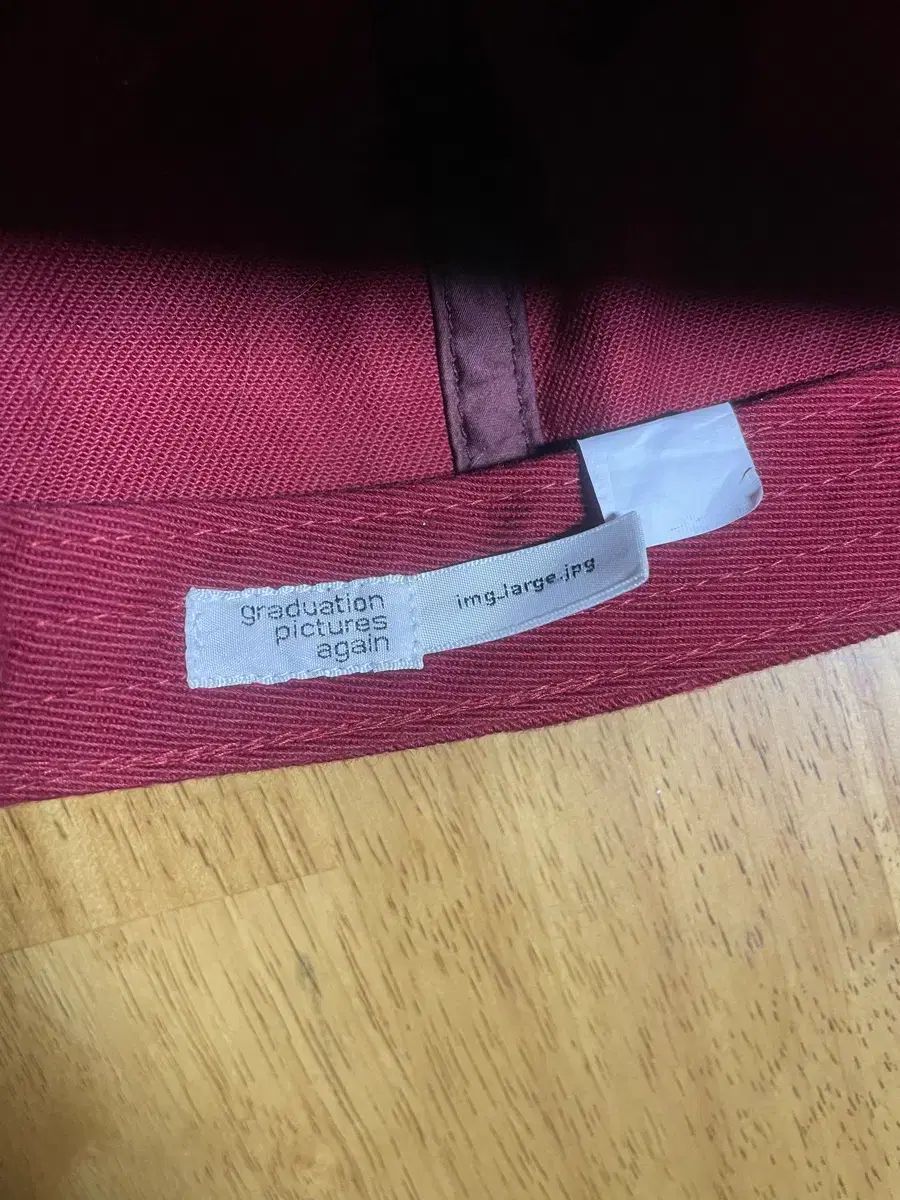 graduation
pictures
again
img_large.jpg